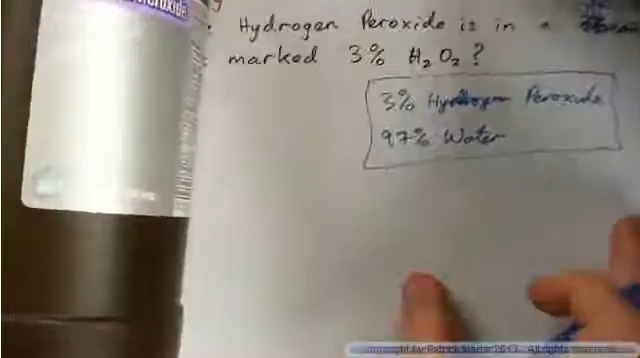 Hydrogen Peroxide is in a
marked 3% H₂O₂?
3% Hydrogen Peroxide
97% Water